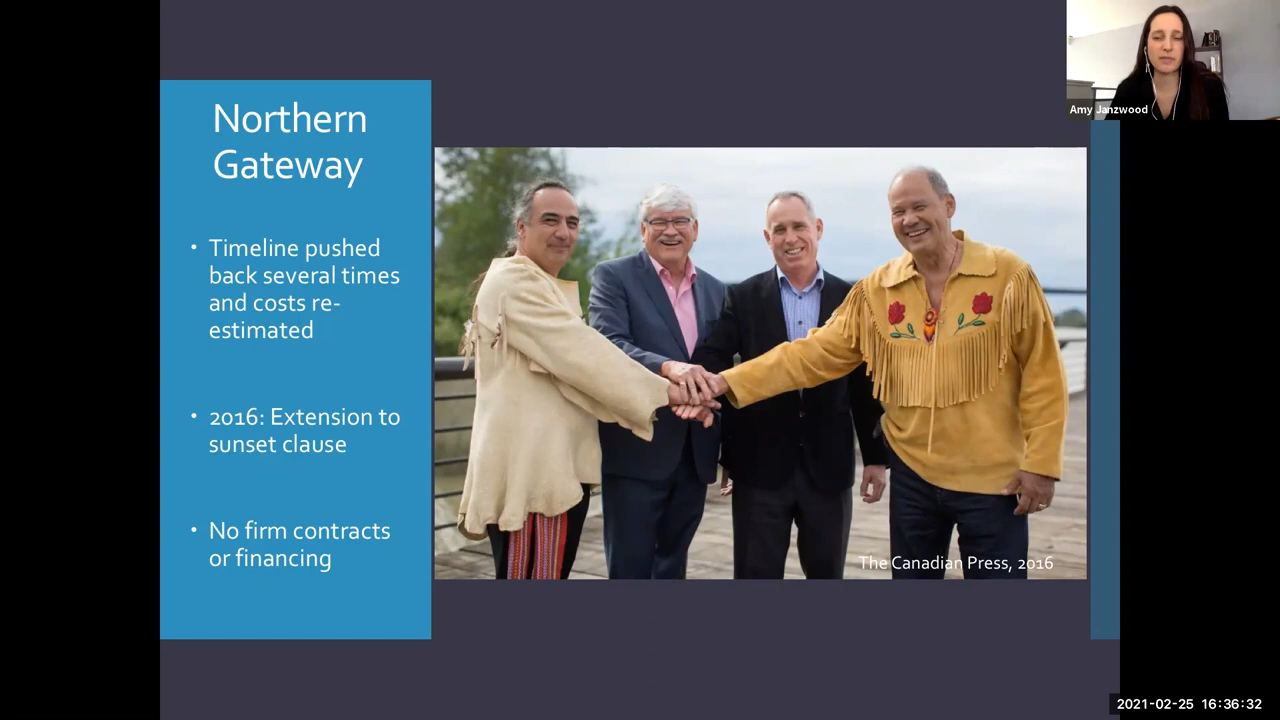 Northern
Gateway
• Timeline pushed
back several times
and costs re-
estimated
• 2016: Extension to
sunset clause
• No firm contracts
or financing
The Canadian Press, 2016
Amy Janzwood
2021-02-25 16:36:32